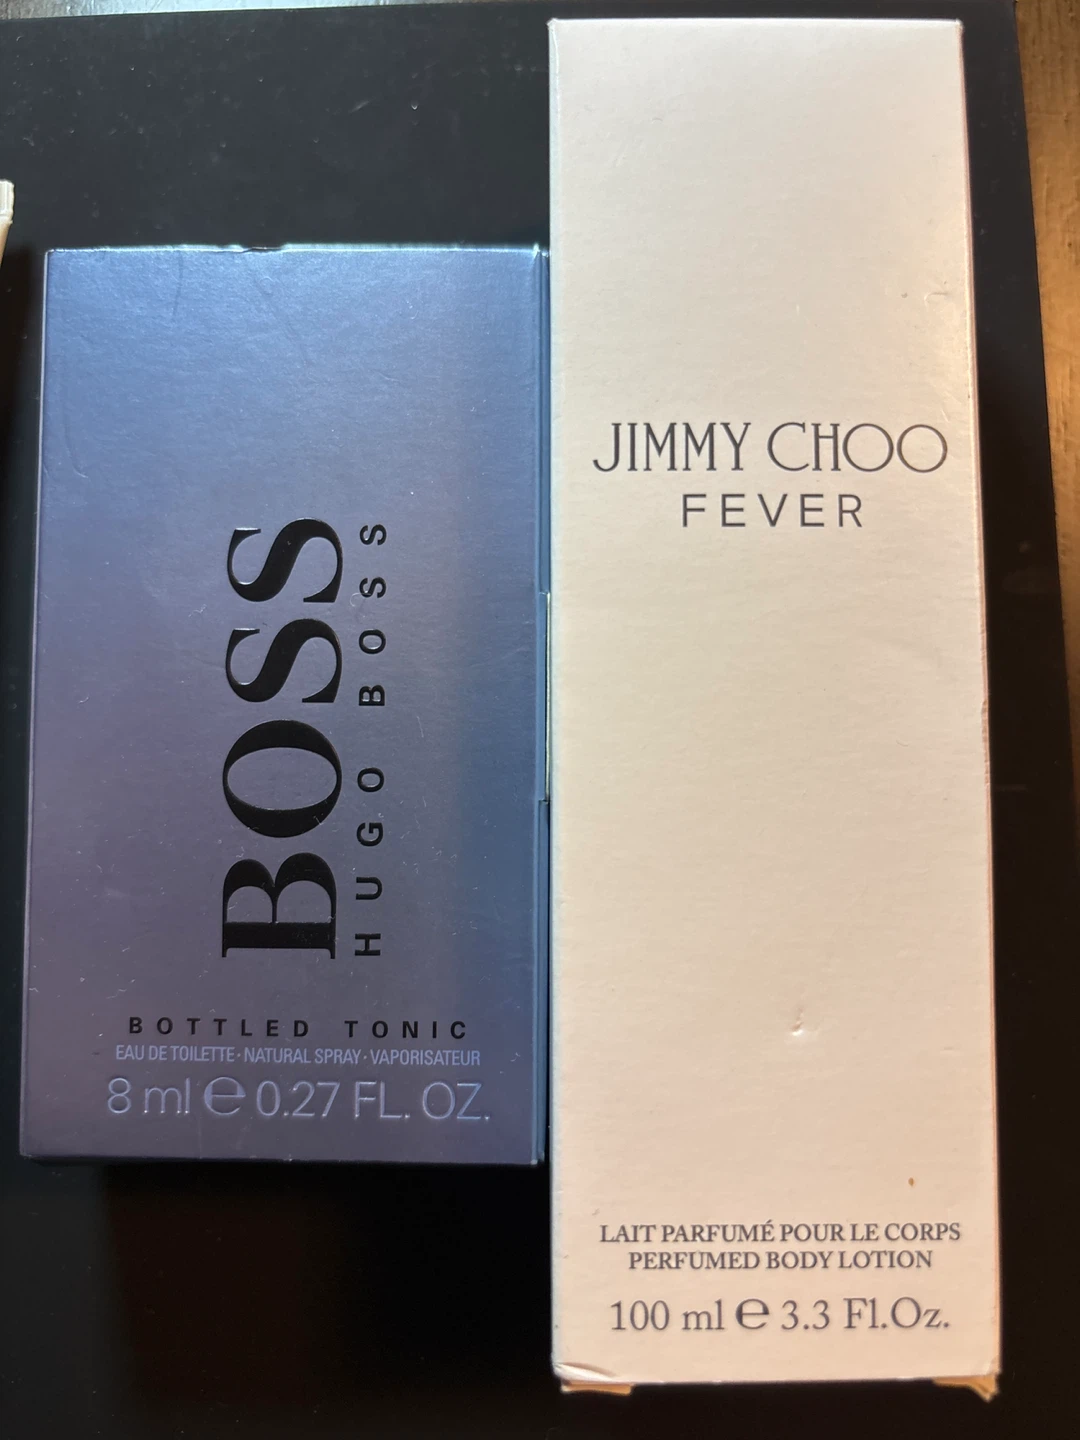 BOSS
HUGO BOSS
BOTTLED TONIC
EAU DE TOILETTE · NATURAL SPRAY · VAPORISATEUR
8 ml ℮ 0.27 FL. OZ.
JIMMY CHOO
FEVER
LAIT PARFUMÉ POUR LE CORPS
PERFUMED BODY LOTION
100 ml ℮ 3.3 Fl.Oz.